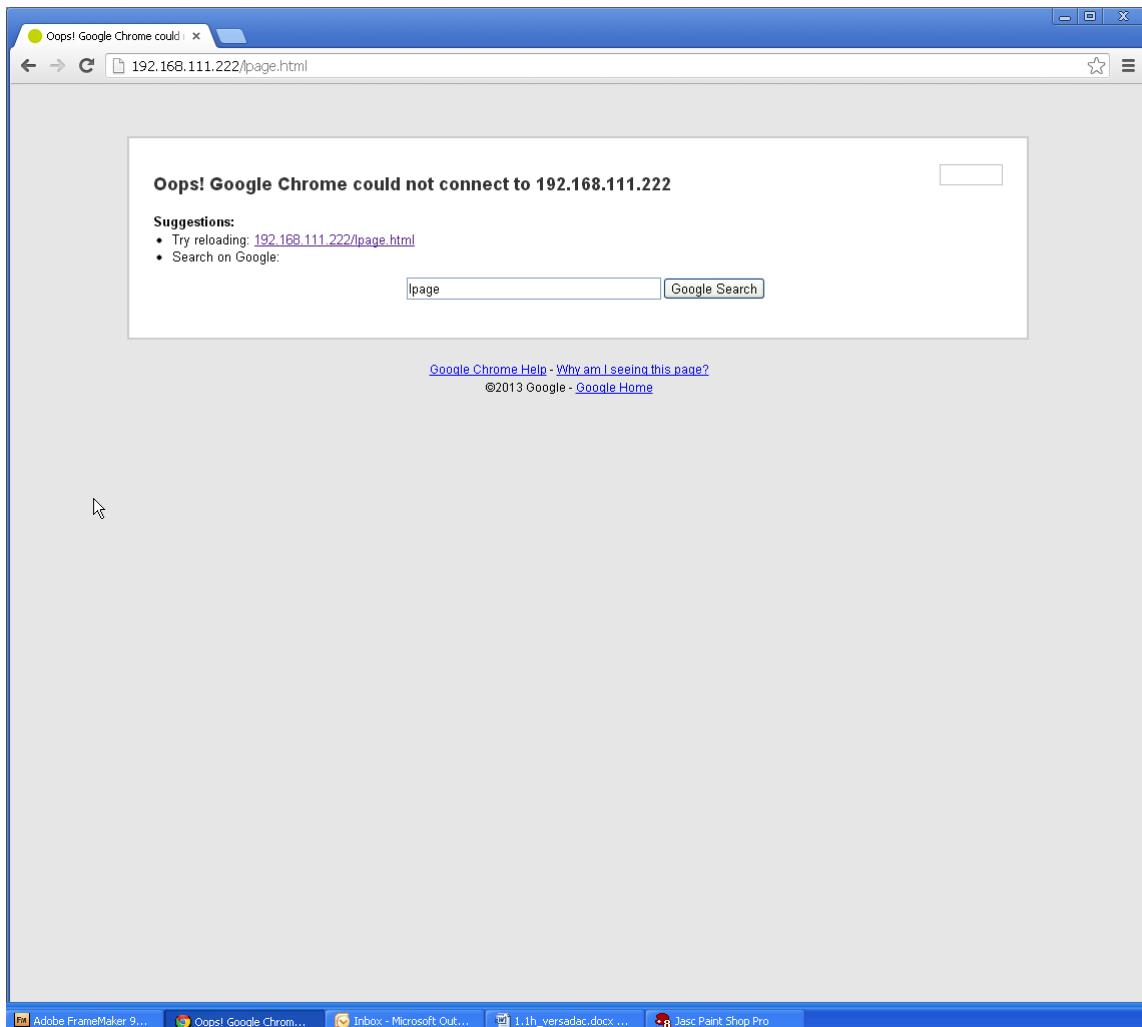 Oops! Google Chrome could
192.168.111.222/lpage.html
Oops! Google Chrome could not connect to 192.168.111.222
Suggestions:
• Try reloading: 192.168.111.222/lpage.html
• Search on Google:
lpage Google Search
Google Chrome Help - Why am I seeing this page?
©2013 Google - Google Home
Adobe FrameMaker 9... Oops! Google Chrom... Inbox - Microsoft Out... 1.1h_versadac.docx ... Jasc Paint Shop Pro